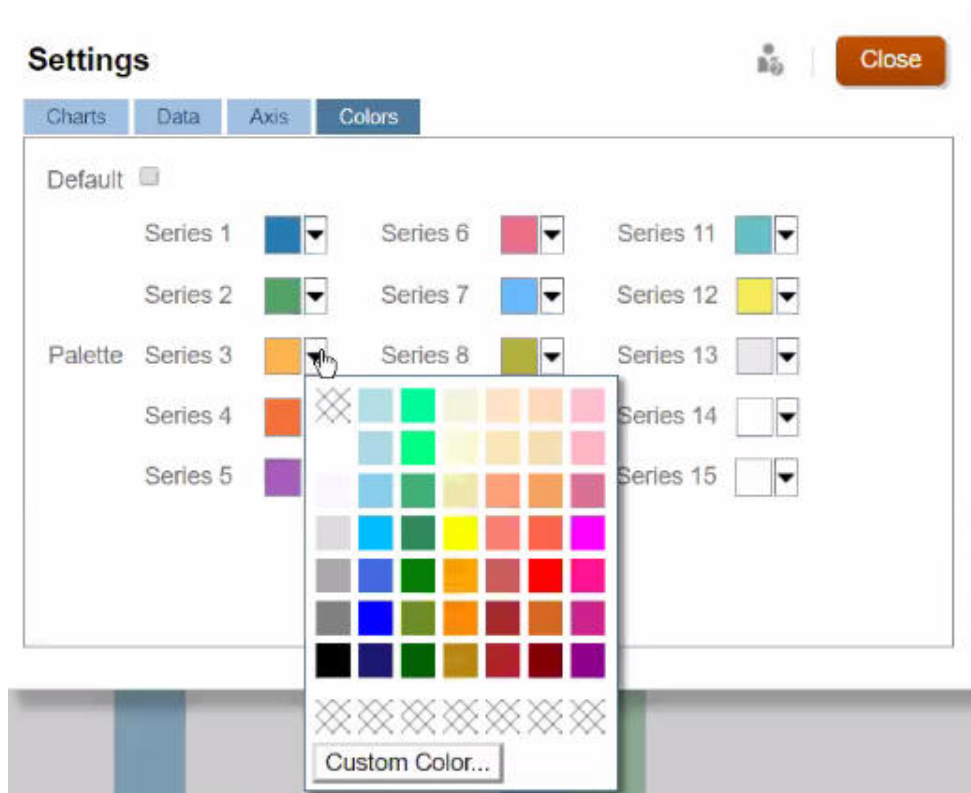 Settings
Close
Charts Data Axis Colors
Default
Series 1 Series 6 Series 11
Series 2 Series 7 Series 12
Palette Series 3 Series 8 Series 13
Series 4 Series 14
Series 5 Series 15
Custom Color...